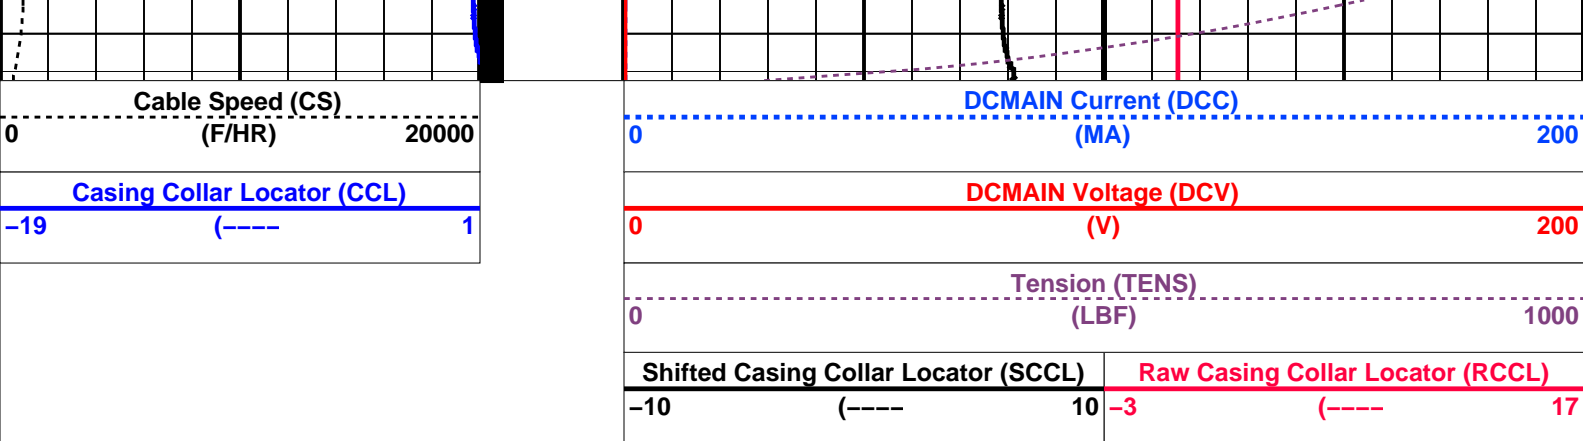 Cable Speed (CS)
0 (F/HR) 20000
Casing Collar Locator (CCL)
−19 (−−−− 1
DCMAIN Current (DCC)
0 (MA) 200
DCMAIN Voltage (DCV)
0 (V) 200
Tension (TENS)
0 (LBF) 1000
Shifted Casing Collar Locator (SCCL)
−10 (−−−− 10
Raw Casing Collar Locator (RCCL)
−3 (−−−− 17